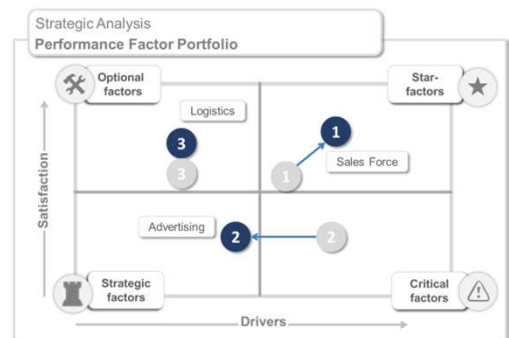 Strategic Analysis
Performance Factor Portfolio
Optional
factors
Star-
factors
Logistics
1
3
3
Sales Force
1
Satisfaction
Advertising
2
2
Strategic
factors
Critical
factors
Drivers